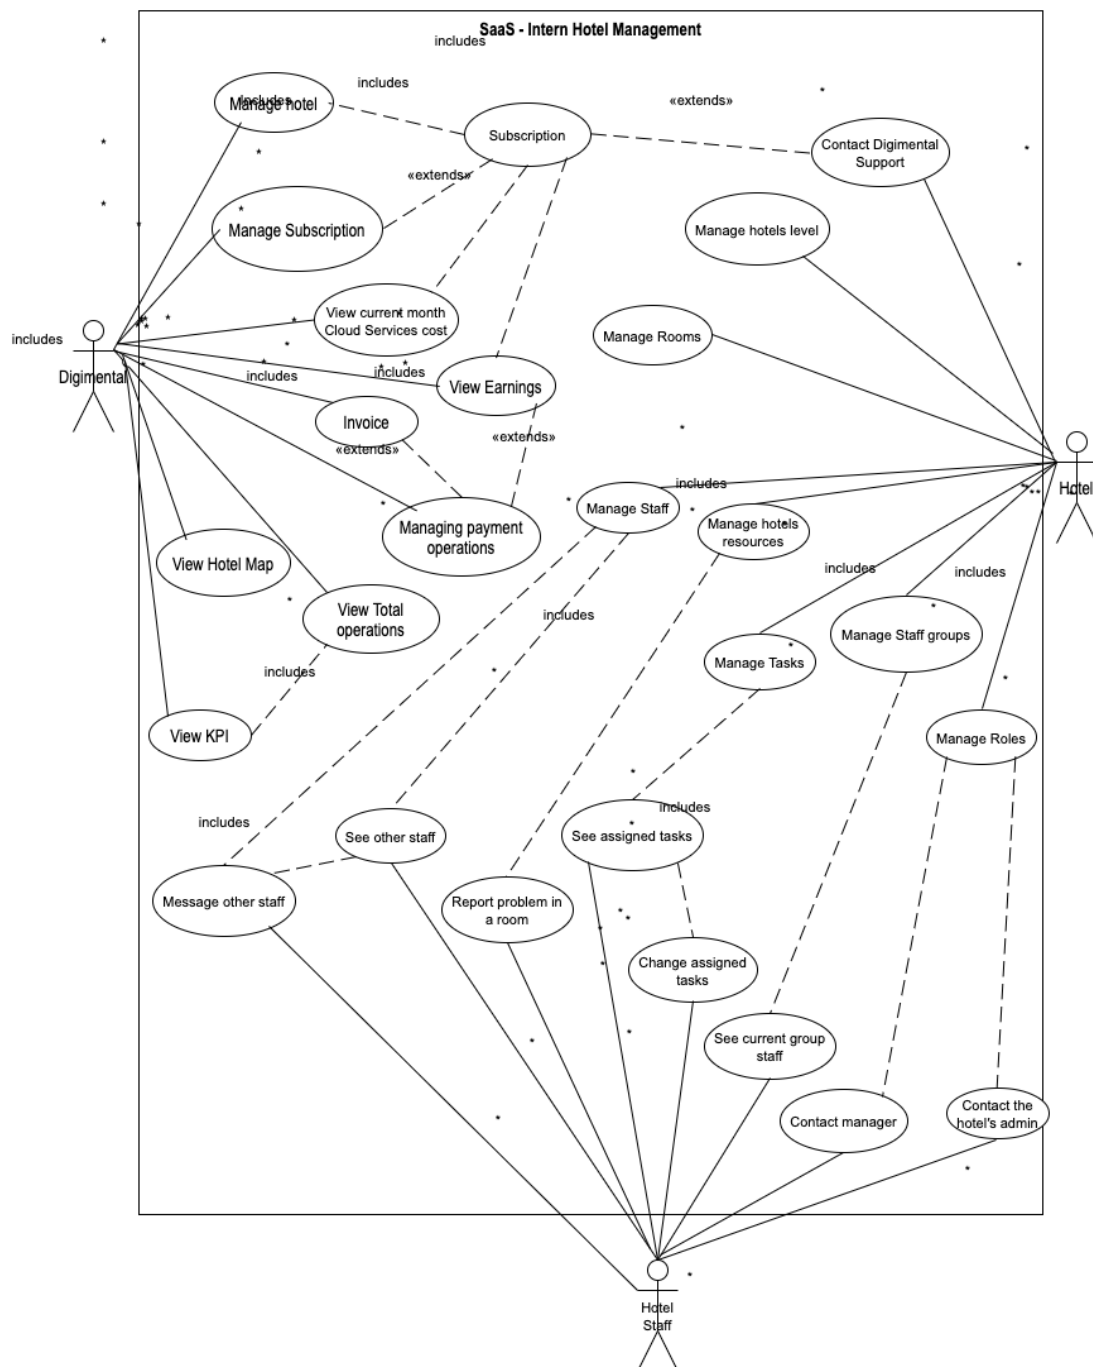 SaaS - Intern Hotel Management
*
includes
includes
*
Manage hotel
includes
«extends»
Subscription
Contact Digimental
Support
*
*
*
«extends»
*
*
*
Manage Subscription
Manage hotels level
*
View current month
Cloud Services cost
*
*
*
*
*
*
*
includes
Digimental
Manage Rooms
*
*
*
*
*
includes
includes
View Earnings
Invoice
«extends»
«extends»
*
Hotel
includes
*
*
*
*
Manage Staff
*
Manage hotels
resources
*
*
*
*
*
Managing payment
operations
View Hotel Map
includes
includes
*
View Total
operations
includes
*
Manage Staff groups
*
Manage Tasks
includes
*
*
View KPI
Manage Roles
*
includes
*
includes
See other staff
See assigned tasks
Message other staff
Report problem in
a room
*
*
*
*
Change assigned
tasks
*
*
See current group
staff
Contact manager
Contact the
hotel's admin
*
*
*
Hotel
Staff